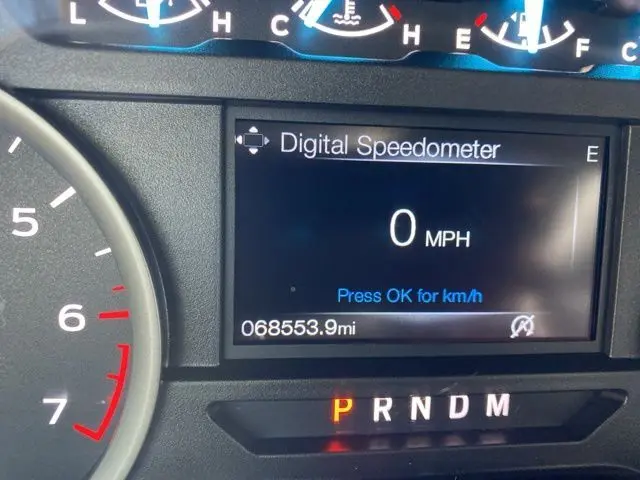 L H C H E F C
Digital Speedometer E
0 MPH
Press OK for km/h
068553.9mi
5
6
7
P R N D M